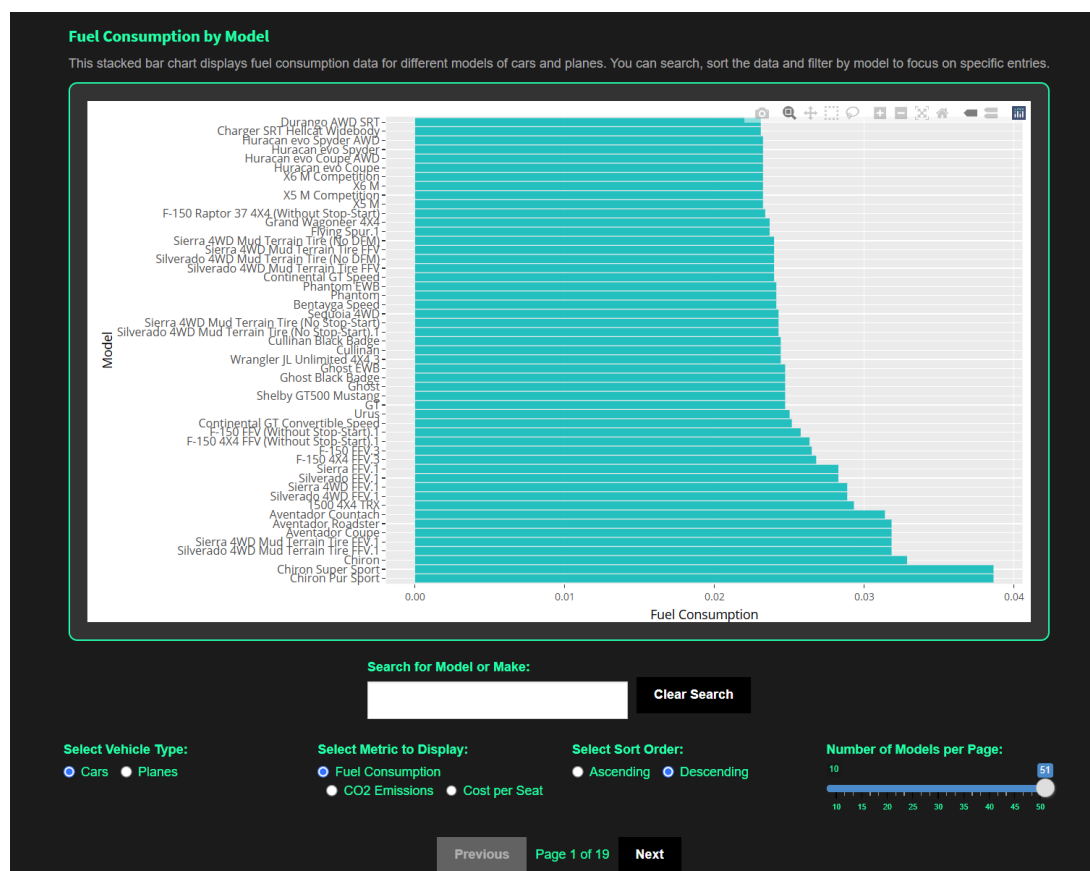 Fuel Consumption by Model
This stacked bar chart displays fuel consumption data for different models of cars and planes. You can search, sort the data and filter by model to focus on specific entries.
Durango AWD SRT
Charger SRT Hellcat Widebody
Huracan evo Spyder AWD
Huracan evo Spyder
Huracan evo Coupe AWD
Huracan evo Coupe
X6 M Competition
X6 M
X5 M Competition
X5 M
F-150 Raptor 37 4X4 (Without Stop-Start)
Grand Wagoneer 4X4
Flying Spur.1
Sierra 4WD Mud Terrain Tire (No DFM)
Sierra 4WD Mud Terrain Tire FFV
Silverado 4WD Mud Terrain Tire (No DFM)
Silverado 4WD Mud Terrain Tire FFV
Continental GT Speed
Phantom EWB
Phantom
Bentayga Speed
Sequoia 4WD
Sierra 4WD Mud Terrain Tire (No Stop-Start)
Silverado 4WD Mud Terrain Tire (No Stop-Start).1
Cullinan Black Badge
Cullinan
Wrangler JL Unlimited 4X4.3
Ghost EWB
Ghost Black Badge
Ghost
Shelby GT500 Mustang
GT
Urus
Continental GT Convertible Speed
F-150 FFV (Without Stop-Start).1
F-150 4X4 FFV (Without Stop-Start).1
F-150 FFV.3
F-150 4X4 FFV.3
Sierra FFV.1
Silverado FFV.1
Sierra 4WD FFV.1
Silverado 4WD FFV.1
1500 4X4 TRX
Aventador Countach
Aventador Roadster
Aventador Coupe
Sierra 4WD Mud Terrain Tire FFV.1
Silverado 4WD Mud Terrain Tire FFV.1
Chiron
Chiron Super Sport
Chiron Pur Sport
Model
0.00 0.01 0.02 0.03 0.04
Fuel Consumption
Search for Model or Make:
Clear Search
Select Vehicle Type:
Cars Planes
Select Metric to Display:
Fuel Consumption
CO2 Emissions Cost per Seat
Select Sort Order:
Ascending Descending
Number of Models per Page:
10 51
10 15 20 25 30 35 40 45 50
Previous Page 1 of 19 Next